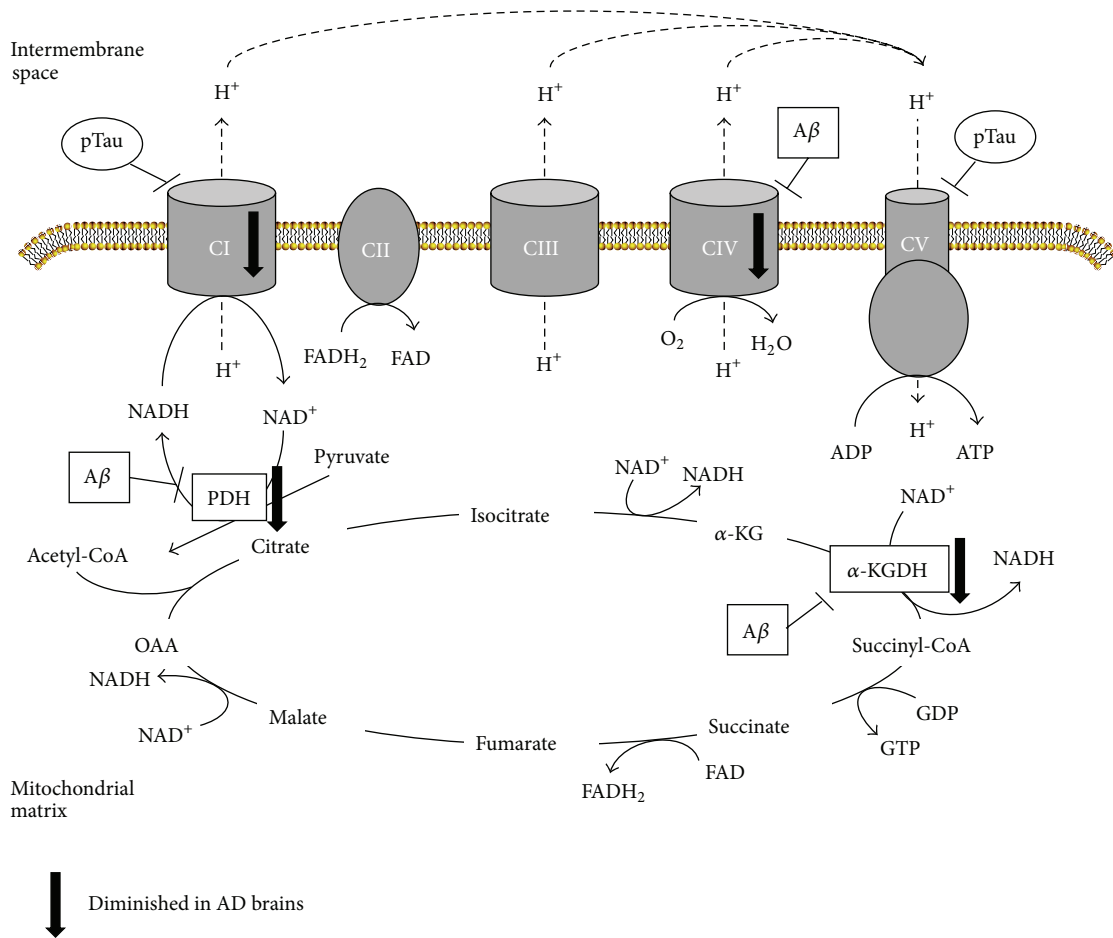 Intermembrane
space
H⁺
H⁺
H⁺
H⁺
pTau
Aβ
pTau
CI
CII
CIII
CIV
CV
H⁺
FADH₂
FAD
H⁺
O₂
H₂O
H⁺
NADH
NAD⁺
ADP
H⁺
ATP
Aβ
PDH
Pyruvate
NAD⁺
NADH
NAD⁺
Acetyl-CoA
Citrate
Isocitrate
α-KG
α-KGDH
NADH
Aβ
OAA
Succinyl-CoA
NADH
NAD⁺
Malate
Fumarate
Succinate
GDP
GTP
FADH₂
FAD
Mitochondrial
matrix
Diminished in AD brains